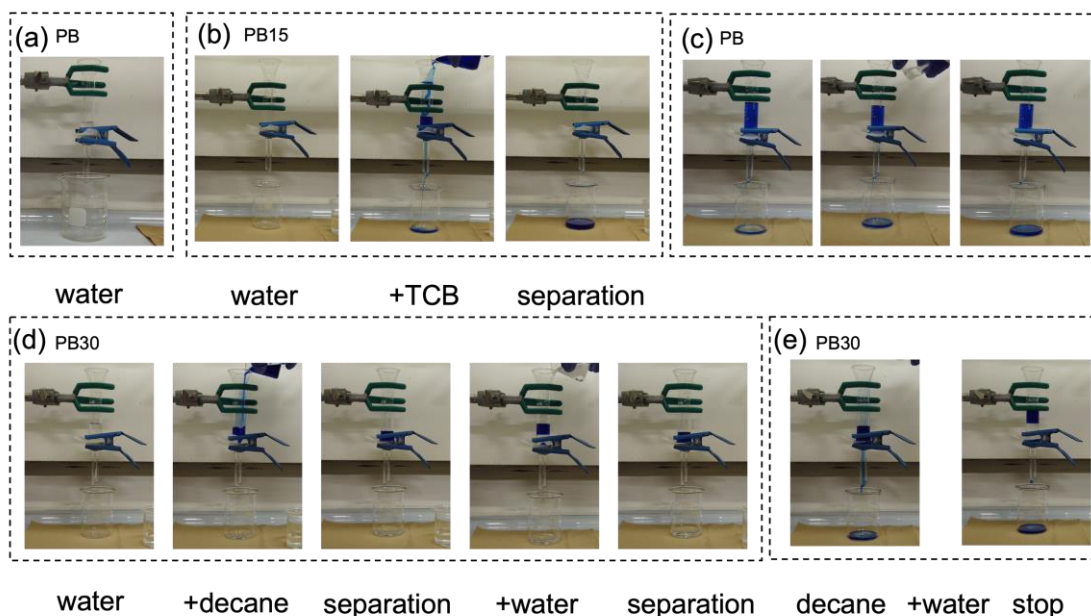 (a) PB
(b) PB15
(c) PB
water
water +TCB separation
(d) PB30
(e) PB30
water +decane separation +water separation
decane +water stop